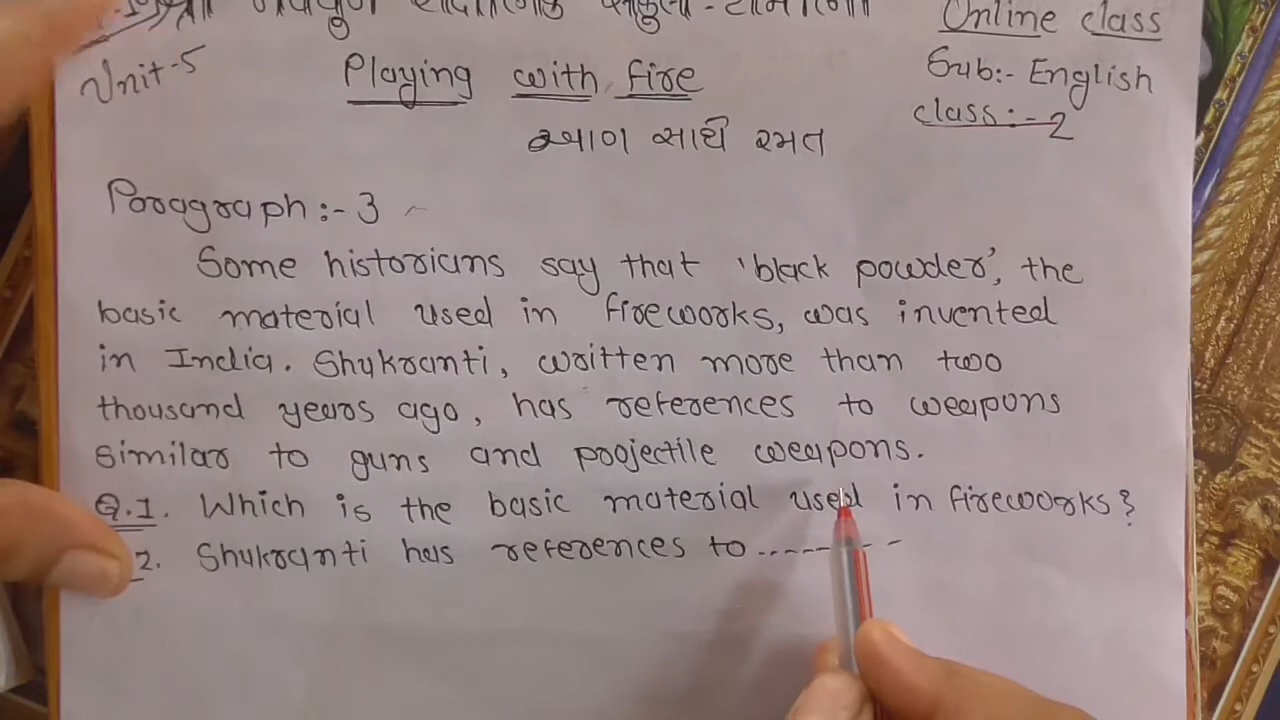 Online class
Unit-5
Playing with fire
Sub:- English
class:-2
આગ સાથે રમત
Paragraph:- 3
Some historians say that 'black powder', the
basic material used in fireworks, was invented
in India. Shukranti, written more than two
thousand years ago, has references to weapons
similar to guns and projectile weapons.
Q.1. Which is the basic material used in fireworks?
2. Shukranti has references to --------